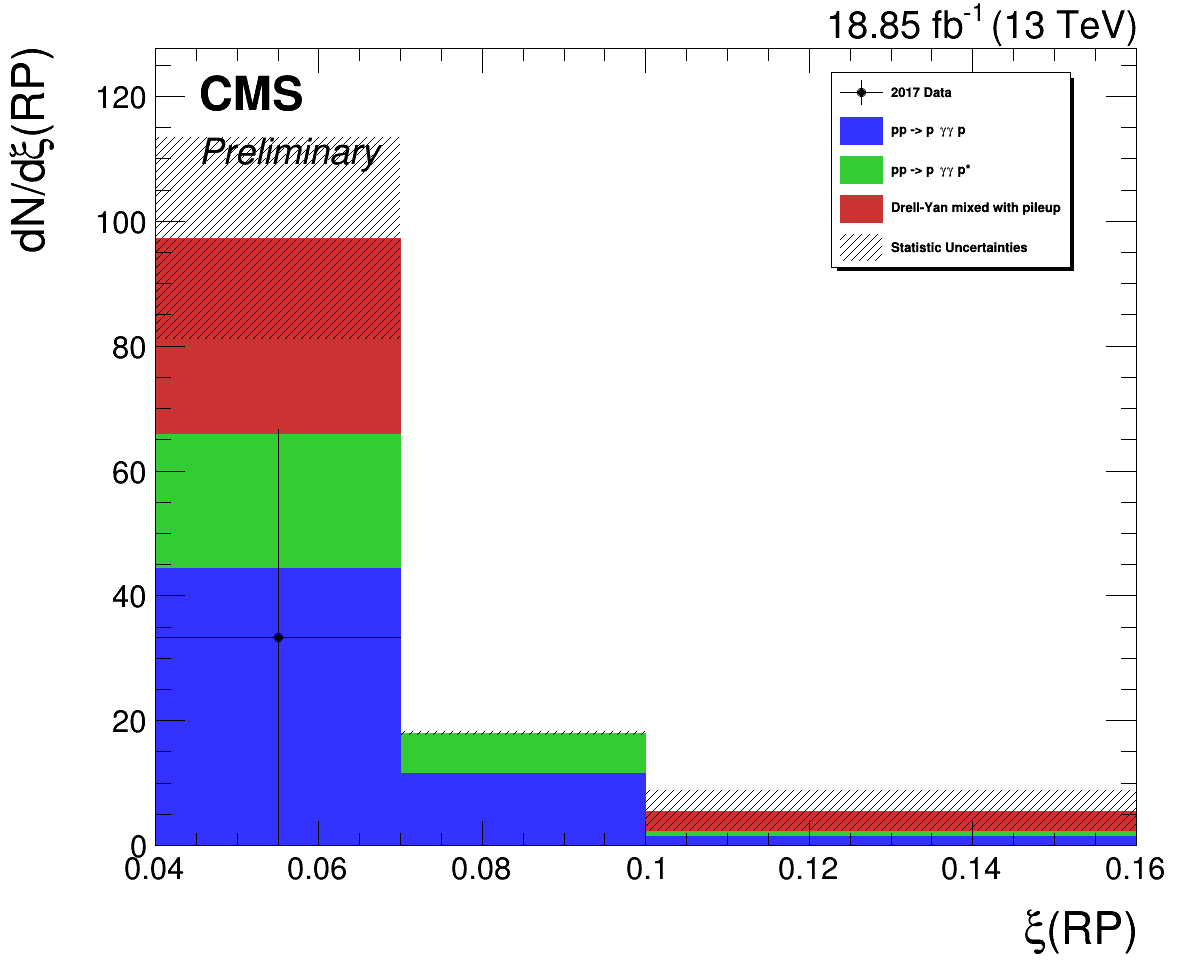 18.85 fb⁻¹ (13 TeV)
dN/dξ(RP)
CMS
Preliminary
2017 Data
pp -> p γγ p
pp -> p γγ p*
Drell-Yan mixed with pileup
Statistic Uncertainties
120
100
80
60
40
20
0
0.04 0.06 0.08 0.1 0.12 0.14 0.16
ξ(RP)